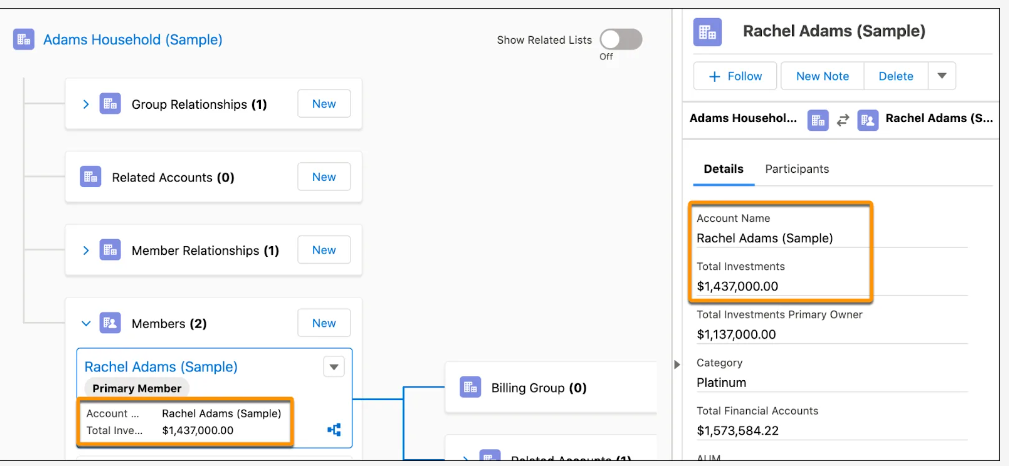 Adams Household (Sample)
Show Related Lists
Off
Group Relationships (1)
New
Related Accounts (0)
New
Member Relationships (1)
New
Members (2)
New
Rachel Adams (Sample)
Primary Member
Account ... Rachel Adams (Sample)
Total Inve... $1,437,000.00
Billing Group (0)
Related Accounts (1)
Rachel Adams (Sample)
+ Follow
New Note
Delete
Adams Househol...
Rachel Adams (S...
Details
Participants
Account Name
Rachel Adams (Sample)
Total Investments
$1,437,000.00
Total Investments Primary Owner
$1,137,000.00
Category
Platinum
Total Financial Accounts
$1,573,584.22
AUM